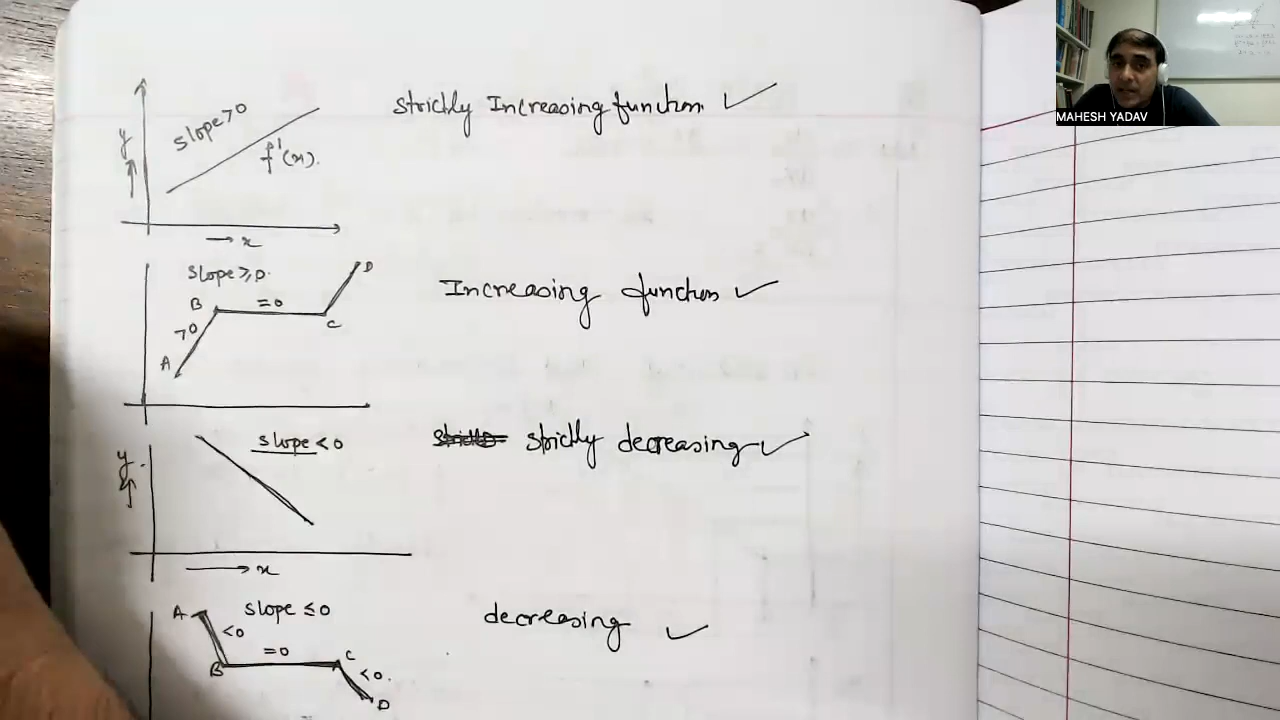 MAHESH YADAV
strictly Increasing function
slope>0
f'(x).
y
x
slope≥0.
Increasing function
A
>0
B
=0
C
D
strictly decreasing
slope<0
y
x
decreasing
slope ≤0
A
<0
B
=0
C
<0.
D